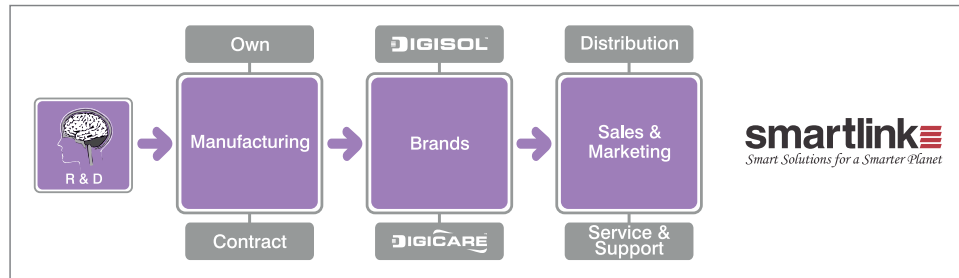 Own
DIGISOL
Distribution
R & D
Manufacturing
Brands
Sales &
Marketing
smartlink
Smart Solutions for a Smarter Planet
Contract
DIGICARE
Service &
Support